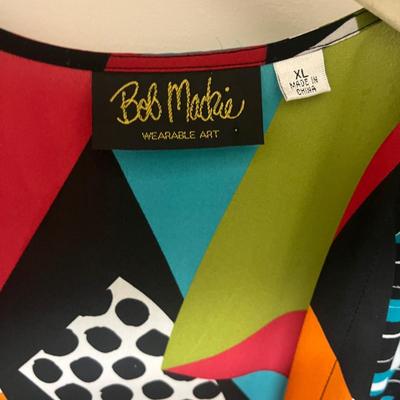 Bob Mackie
WEARABLE ART
XL
MADE IN
CHINA